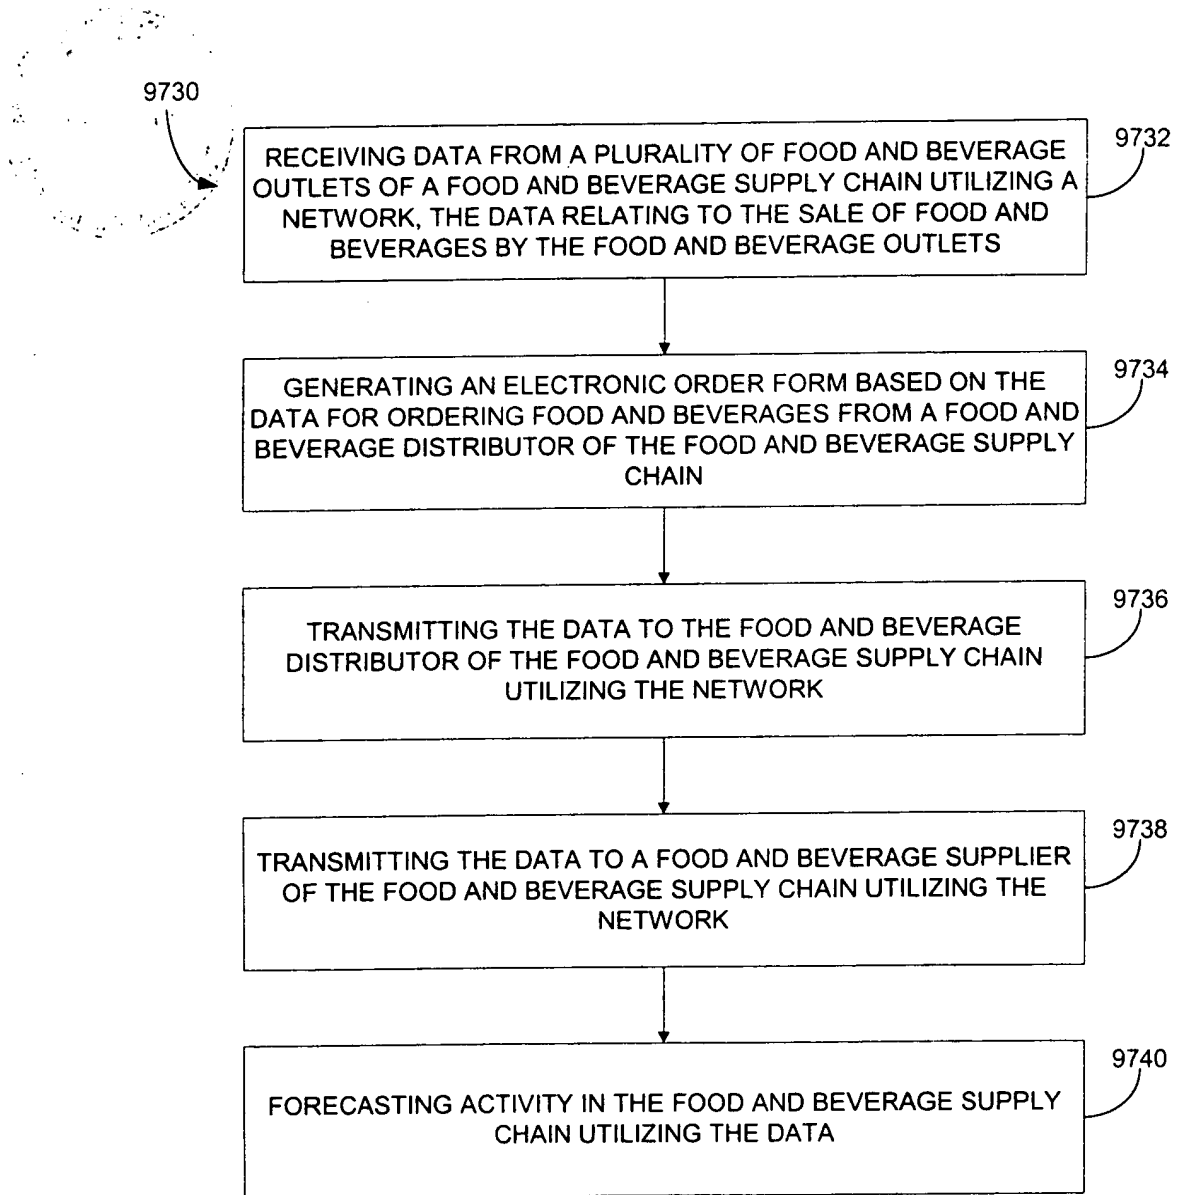 9730
9732
RECEIVING DATA FROM A PLURALITY OF FOOD AND BEVERAGE
OUTLETS OF A FOOD AND BEVERAGE SUPPLY CHAIN UTILIZING A
NETWORK, THE DATA RELATING TO THE SALE OF FOOD AND
BEVERAGES BY THE FOOD AND BEVERAGE OUTLETS
9734
GENERATING AN ELECTRONIC ORDER FORM BASED ON THE
DATA FOR ORDERING FOOD AND BEVERAGES FROM A FOOD AND
BEVERAGE DISTRIBUTOR OF THE FOOD AND BEVERAGE SUPPLY
CHAIN
9736
TRANSMITTING THE DATA TO THE FOOD AND BEVERAGE
DISTRIBUTOR OF THE FOOD AND BEVERAGE SUPPLY CHAIN
UTILIZING THE NETWORK
9738
TRANSMITTING THE DATA TO A FOOD AND BEVERAGE SUPPLIER
OF THE FOOD AND BEVERAGE SUPPLY CHAIN UTILIZING THE
NETWORK
9740
FORECASTING ACTIVITY IN THE FOOD AND BEVERAGE SUPPLY
CHAIN UTILIZING THE DATA